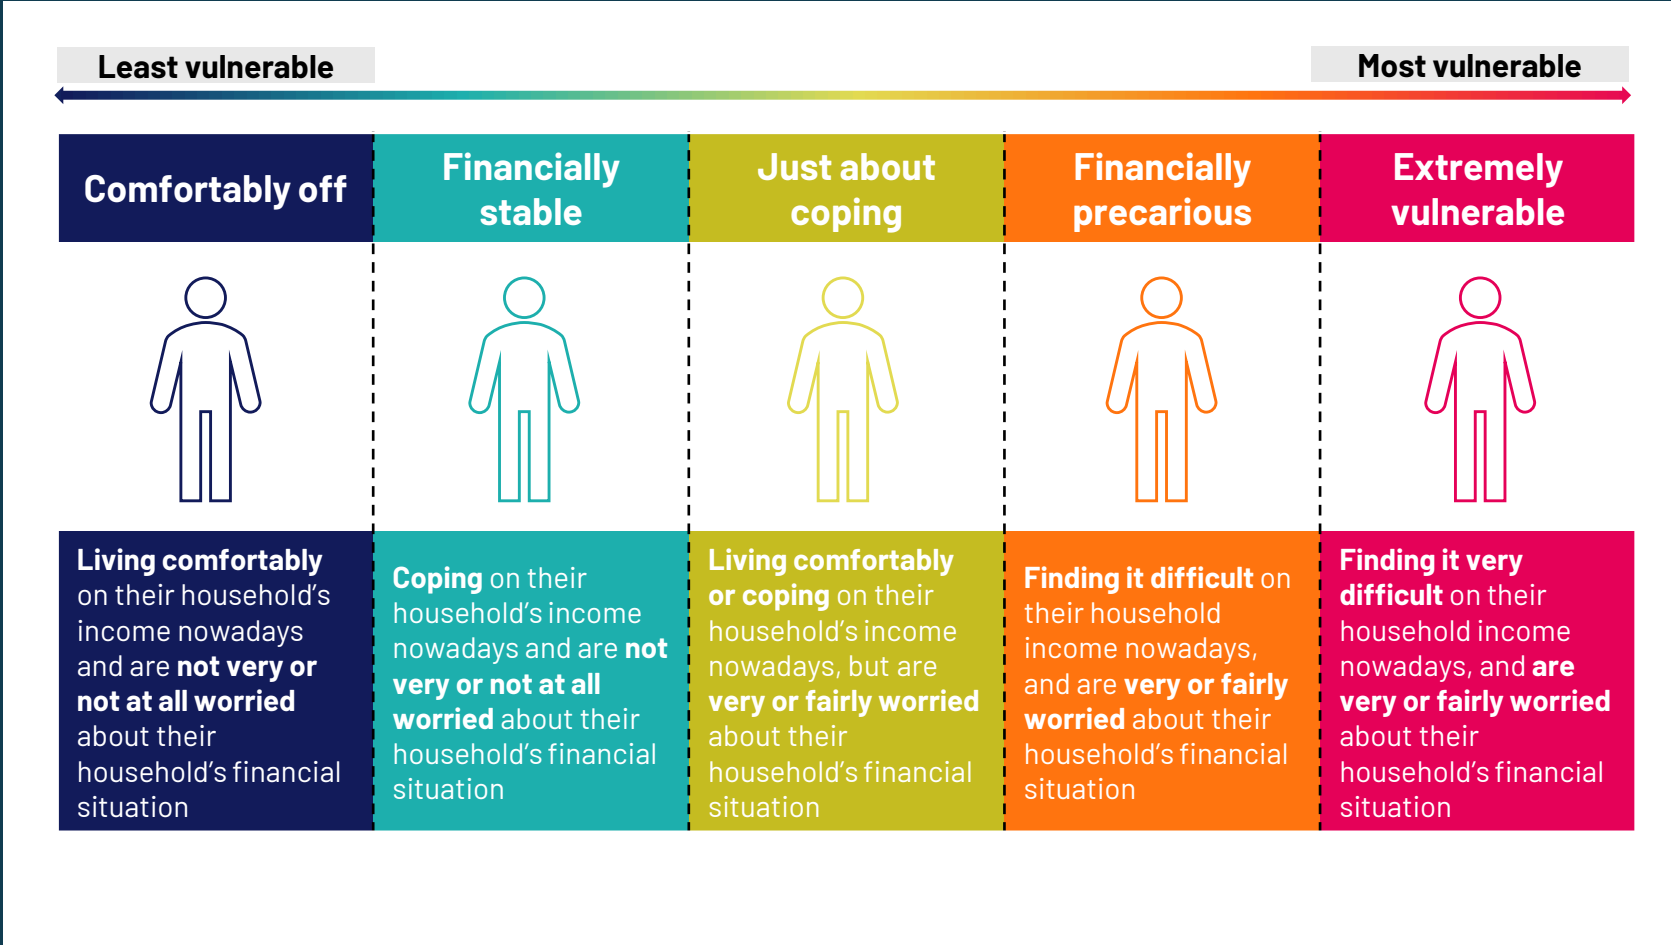 Least vulnerable
Most vulnerable
Comfortably off
Financially
stable
Just about
coping
Financially
precarious
Extremely
vulnerable
Living comfortably
on their household’s
income nowadays
and are not very or
not at all worried
about their
household’s financial
situation
Coping on their
household’s income
nowadays and are not
very or not at all
worried about their
household’s financial
situation
Living comfortably
or coping on their
household’s income
nowadays, but are
very or fairly worried
about their
household’s financial
situation
Finding it difficult on
their household
income nowadays,
and are very or fairly
worried about their
household’s financial
situation
Finding it very
difficult on their
household income
nowadays, and are
very or fairly worried
about their
household’s financial
situation